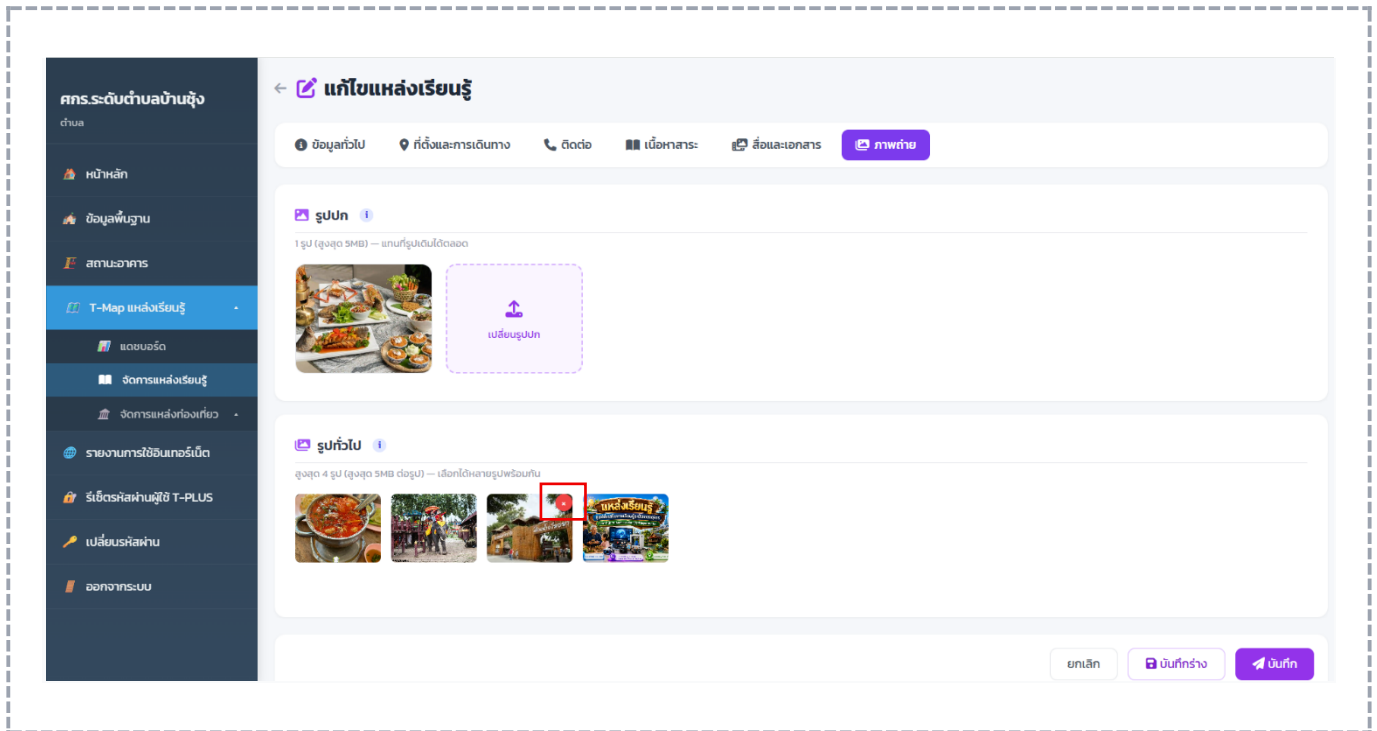 ศกร.ระดับตำบลบ้านชุ้ง
ตำบล
หน้าหลัก
ข้อมูลพื้นฐาน
สถานะอาคาร
T-Map แหล่งเรียนรู้
แดชบอร์ด
จัดการแหล่งเรียนรู้
จัดการแหล่งท่องเที่ยว
รายงานการใช้อินเทอร์เน็ต
รีเซ็ตรหัสผ่านผู้ใช้ T-PLUS
เปลี่ยนรหัสผ่าน
ออกจากระบบ
แก้ไขแหล่งเรียนรู้
ข้อมูลทั่วไป ที่ตั้งและการเดินทาง ติดต่อ เนื้อหาสาระ สื่อและเอกสาร ภาพถ่าย
รูปปก
1 รูป (สูงสุด 5MB) — แทนที่รูปเดิมได้ตลอด
เปลี่ยนรูปปก
รูปทั่วไป
สูงสุด 4 รูป (สูงสุด 5MB ต่อรูป) — เลือกได้หลายรูปพร้อมกัน
แหล่งเรียนรู้
ยกเลิก บันทึกร่าง บันทึก